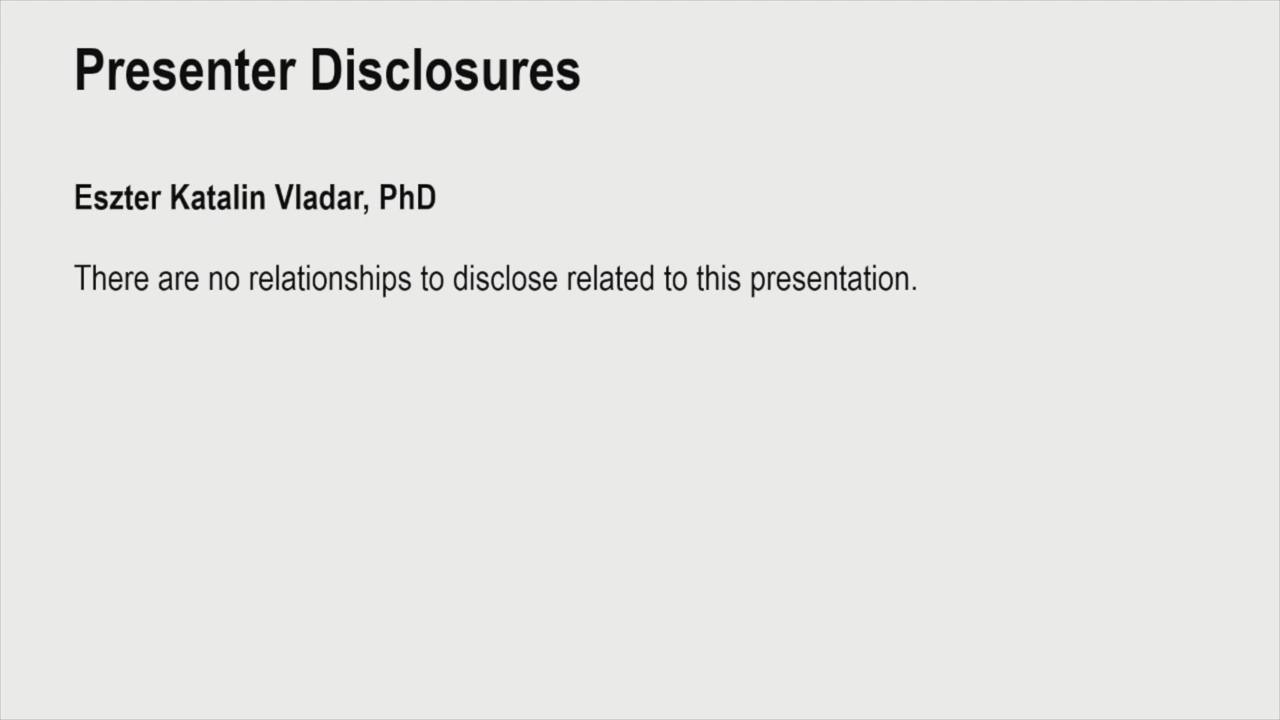 Presenter Disclosures
Eszter Katalin Vladar, PhD
There are no relationships to disclose related to this presentation.